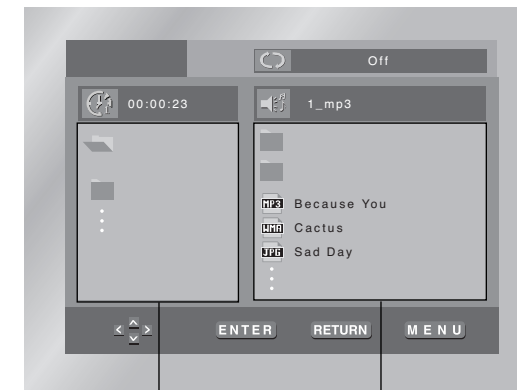 Off
00:00:23
1_mp3
MP3 Because You
WMA Cactus
JPG Sad Day
< ^ v > ENTER RETURN MENU